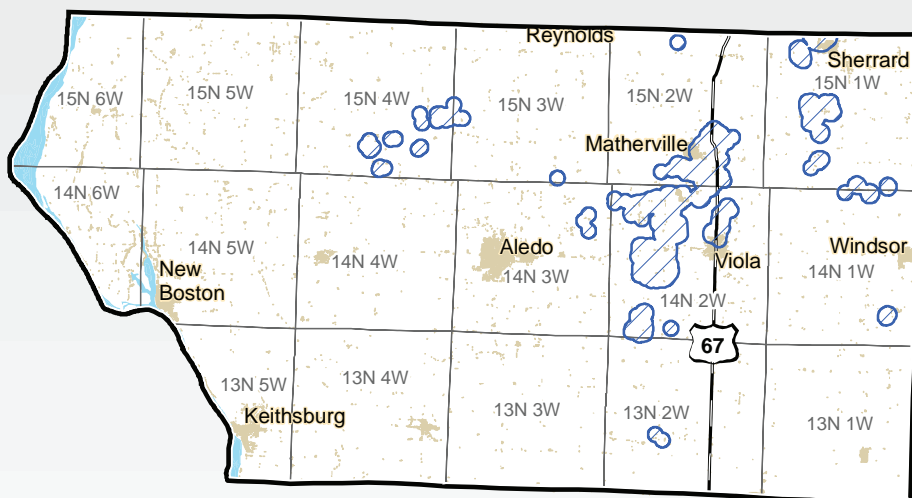 Reynolds
Sherrard
15N 6W
15N 5W
15N 4W
15N 3W
15N 2W
15N 1W
Matherville
14N 6W
14N 5W
New
Boston
14N 4W
Aledo
14N 3W
Viola
14N 2W
Windsor
14N 1W
67
13N 5W
13N 4W
Keithsburg
13N 3W
13N 2W
13N 1W